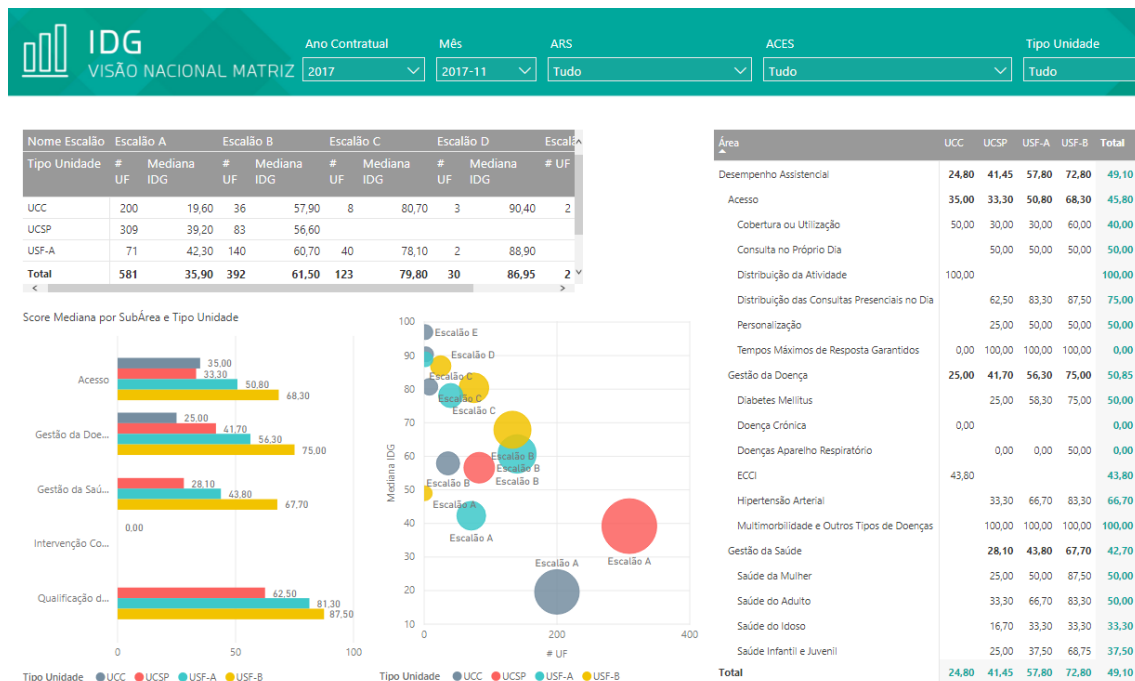 IDG
VISÃO NACIONAL MATRIZ
Ano Contratual Mês ARS ACES Tipo Unidade
2017 2017-11 Tudo Tudo Tudo
Nome Escalão Escalão A Escalão B Escalão C Escalão D
Tipo Unidade # UF Mediana IDG # UF Mediana IDG # UF Mediana IDG # UF Mediana IDG # UF
UCC 200 19,60 36 57,90 8 80,70 3 90,40 2
UCSP 309 39,20 83 56,60
USF-A 71 42,30 140 60,70 40 78,10 2 88,90
Total 581 35,90 392 61,50 123 79,80 30 86,95 2
Score Mediana por SubÁrea e Tipo Unidade
Acesso
35,00
33,30
50,80
68,30
Gestão da Doe...
25,00
41,70
56,30
75,00
Gestão da Saú...
28,10
43,80
67,70
Intervenção Co...
0,00
Qualificação d...
62,50
81,30
87,50
0 50 100
Tipo Unidade UCC UCSP USF-A USF-B
Mediana IDG
100
90
80
70
60
50
40
30
20
10
Escalão E
Escalão D
Escalão C
Escalão C
Escalão C
Escalão B
Escalão B
Escalão B
Escalão B
Escalão A
Escalão A
Escalão A
Escalão A
0 200 400
# UF
Tipo Unidade UCC UCSP USF-A USF-B
Área UCC UCSP USF-A USF-B Total
Desempenho Assistencial 24,80 41,45 57,80 72,80 49,10
Acesso 35,00 33,30 50,80 68,30 45,80
Cobertura ou Utilização 50,00 30,00 30,00 60,00 40,00
Consulta no Próprio Dia 50,00 50,00 50,00 50,00
Distribuição da Atividade 100,00 100,00
Distribuição das Consultas Presenciais no Dia 62,50 83,30 87,50 75,00
Personalização 25,00 50,00 50,00 50,00
Tempos Máximos de Resposta Garantidos 0,00 100,00 100,00 100,00 0,00
Gestão da Doença 25,00 41,70 56,30 75,00 50,85
Diabetes Mellitus 25,00 58,30 75,00 50,00
Doença Crónica 0,00 0,00
Doenças Aparelho Respiratório 0,00 0,00 50,00 0,00
ECCI 43,80 43,80
Hipertensão Arterial 33,30 66,70 83,30 66,70
Multimorbilidade e Outros Tipos de Doenças 100,00 100,00 100,00 100,00
Gestão da Saúde 28,10 43,80 67,70 42,70
Saúde da Mulher 25,00 50,00 87,50 50,00
Saúde do Adulto 33,30 66,70 83,30 50,00
Saúde do Idoso 16,70 33,30 33,30 33,30
Saúde Infantil e Juvenil 25,00 37,50 68,75 37,50
Total 24,80 41,45 57,80 72,80 49,10